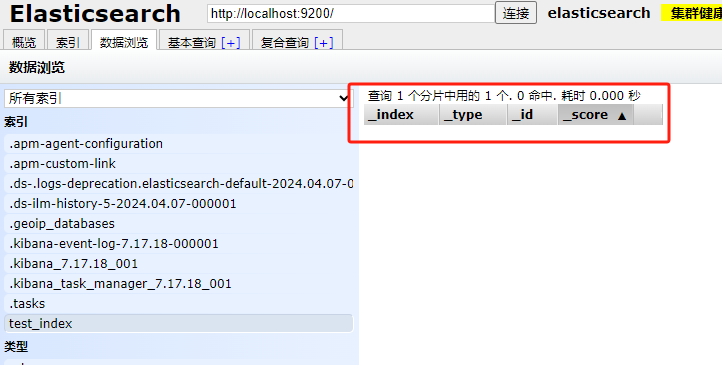 Elasticsearch http://localhost:9200/ 连接 elasticsearch 集群健康
概览 索引 数据浏览 基本查询 [+] 复合查询 [+]
数据浏览
所有索引
索引
.apm-agent-configuration
.apm-custom-link
.ds-.logs-deprecation.elasticsearch-default-2024.04.07-0
.ds-ilm-history-5-2024.04.07-000001
.geoip_databases
.kibana-event-log-7.17.18-000001
.kibana_7.17.18_001
.kibana_task_manager_7.17.18_001
.tasks
test_index
类型
查询 1 个分片中用的 1 个. 0 命中. 耗时 0.000 秒
_index _type _id _score ▲